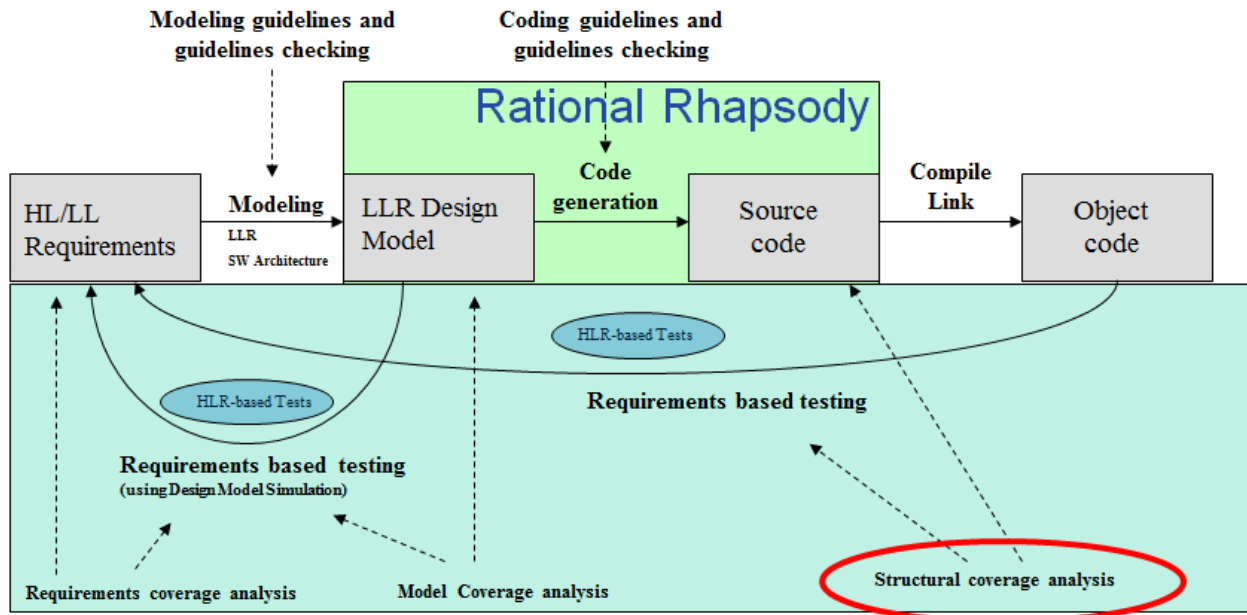 Modeling guidelines and
guidelines checking
Coding guidelines and
guidelines checking
Rational Rhapsody
HL/LL
Requirements
Modeling
LLR
SW Architecture
LLR Design
Model
Code
generation
Source
code
Compile
Link
Object
code
HLR-based Tests
HLR-based Tests
Requirements based testing
Requirements based testing
(using Design Model Simulation)
Requirements coverage analysis
Model Coverage analysis
Structural coverage analysis